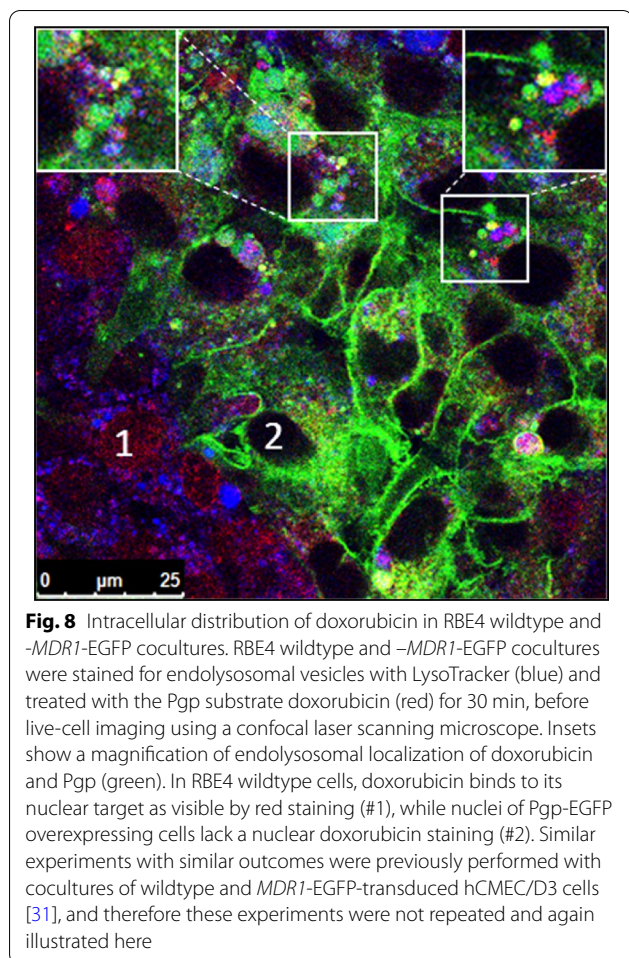 1
2
0 µm 25
Fig. 8 Intracellular distribution of doxorubicin in RBE4 wildtype and
-MDR1-EGFP cocultures. RBE4 wildtype and –MDR1-EGFP cocultures
were stained for endolysosomal vesicles with LysoTracker (blue) and
treated with the Pgp substrate doxorubicin (red) for 30 min, before
live-cell imaging using a confocal laser scanning microscope. Insets
show a magnification of endolysosomal localization of doxorubicin
and Pgp (green). In RBE4 wildtype cells, doxorubicin binds to its
nuclear target as visible by red staining (#1), while nuclei of Pgp-EGFP
overexpressing cells lack a nuclear doxorubicin staining (#2). Similar
experiments with similar outcomes were previously performed with
cocultures of wildtype and MDR1-EGFP-transduced hCMEC/D3 cells
[31], and therefore these experiments were not repeated and again
illustrated here